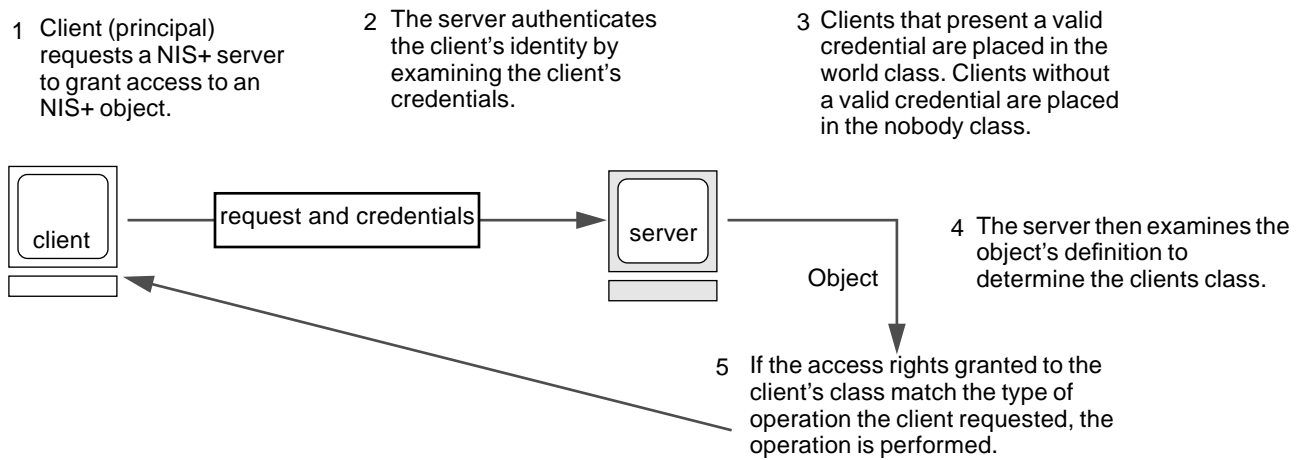 1 Client (principal)
requests a NIS+ server
to grant access to an
NIS+ object.
2 The server authenticates
the client's identity by
examining the client's
credentials.
3 Clients that present a valid
credential are placed in the
world class. Clients without
a valid credential are placed
in the nobody class.
client
request and credentials
server
Object
4 The server then examines the
object's definition to
determine the clients class.
5 If the access rights granted to the
client's class match the type of
operation the client requested, the
operation is performed.